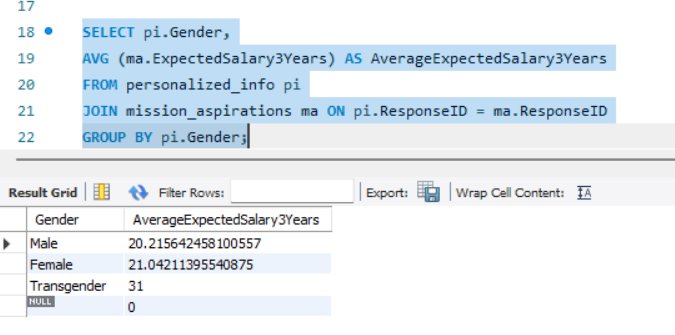 17
18 SELECT pi.Gender,
19 AVG (ma.ExpectedSalary3Years) AS AverageExpectedSalary3Years
20 FROM personalized_info pi
21 JOIN mission_aspirations ma ON pi.ResponseID = ma.ResponseID
22 GROUP BY pi.Gender;
Result Grid Filter Rows: Export: Wrap Cell Content: IA
Gender AverageExpectedSalary3Years
Male 20.215642458100557
Female 21.04211395540875
Transgender 31
NULL 0